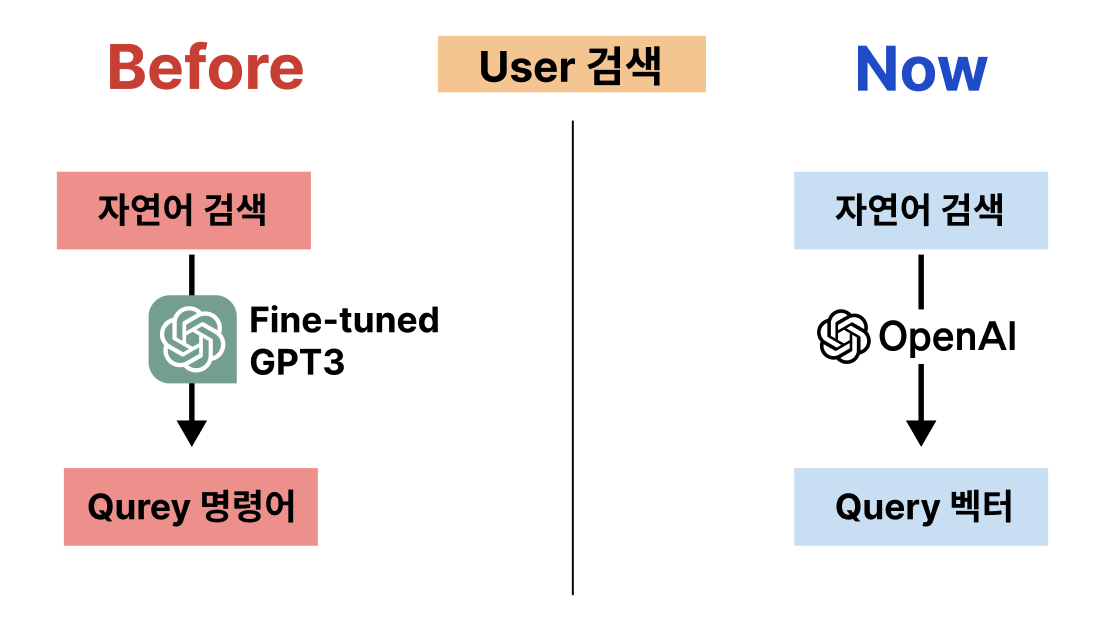 Before
User 검색
Now
자연어 검색
Fine-tuned
GPT3
Qurey 명령어
자연어 검색
OpenAI
Query 벡터